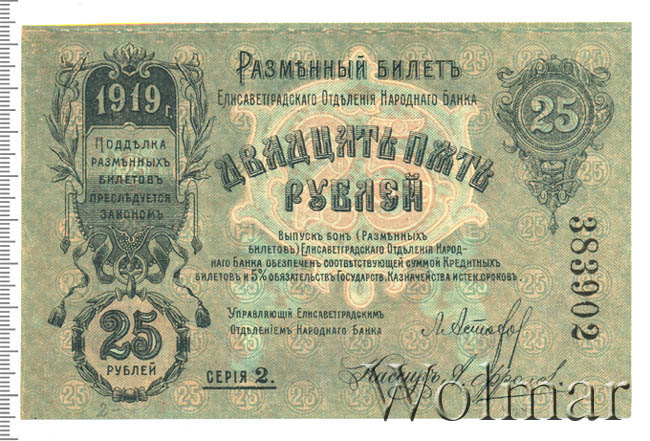 Размѣнный билетъ
Елисаветградскаго Отдѣленія Народнаго Банка
1919 г.
25
Поддѣлка
размѣнныхъ
билетовъ
преслѣдуется
закономъ
Двадцать пять
рублей
Выпускъ бонъ (размѣнныхъ
билетовъ) Елисаветградскаго Отдѣленія Народ-
наго Банка обезпеченъ соотвѣтствующей суммой Кредитныхъ
билетовъ и 5% обязательствъ Государств. Казначейства истек. сроковъ.
383902
25
рублей
Управляющій Елисаветградскимъ
Отдѣленіемъ Народнаго Банка
Серія 2.
Кассиръ
Wolmar